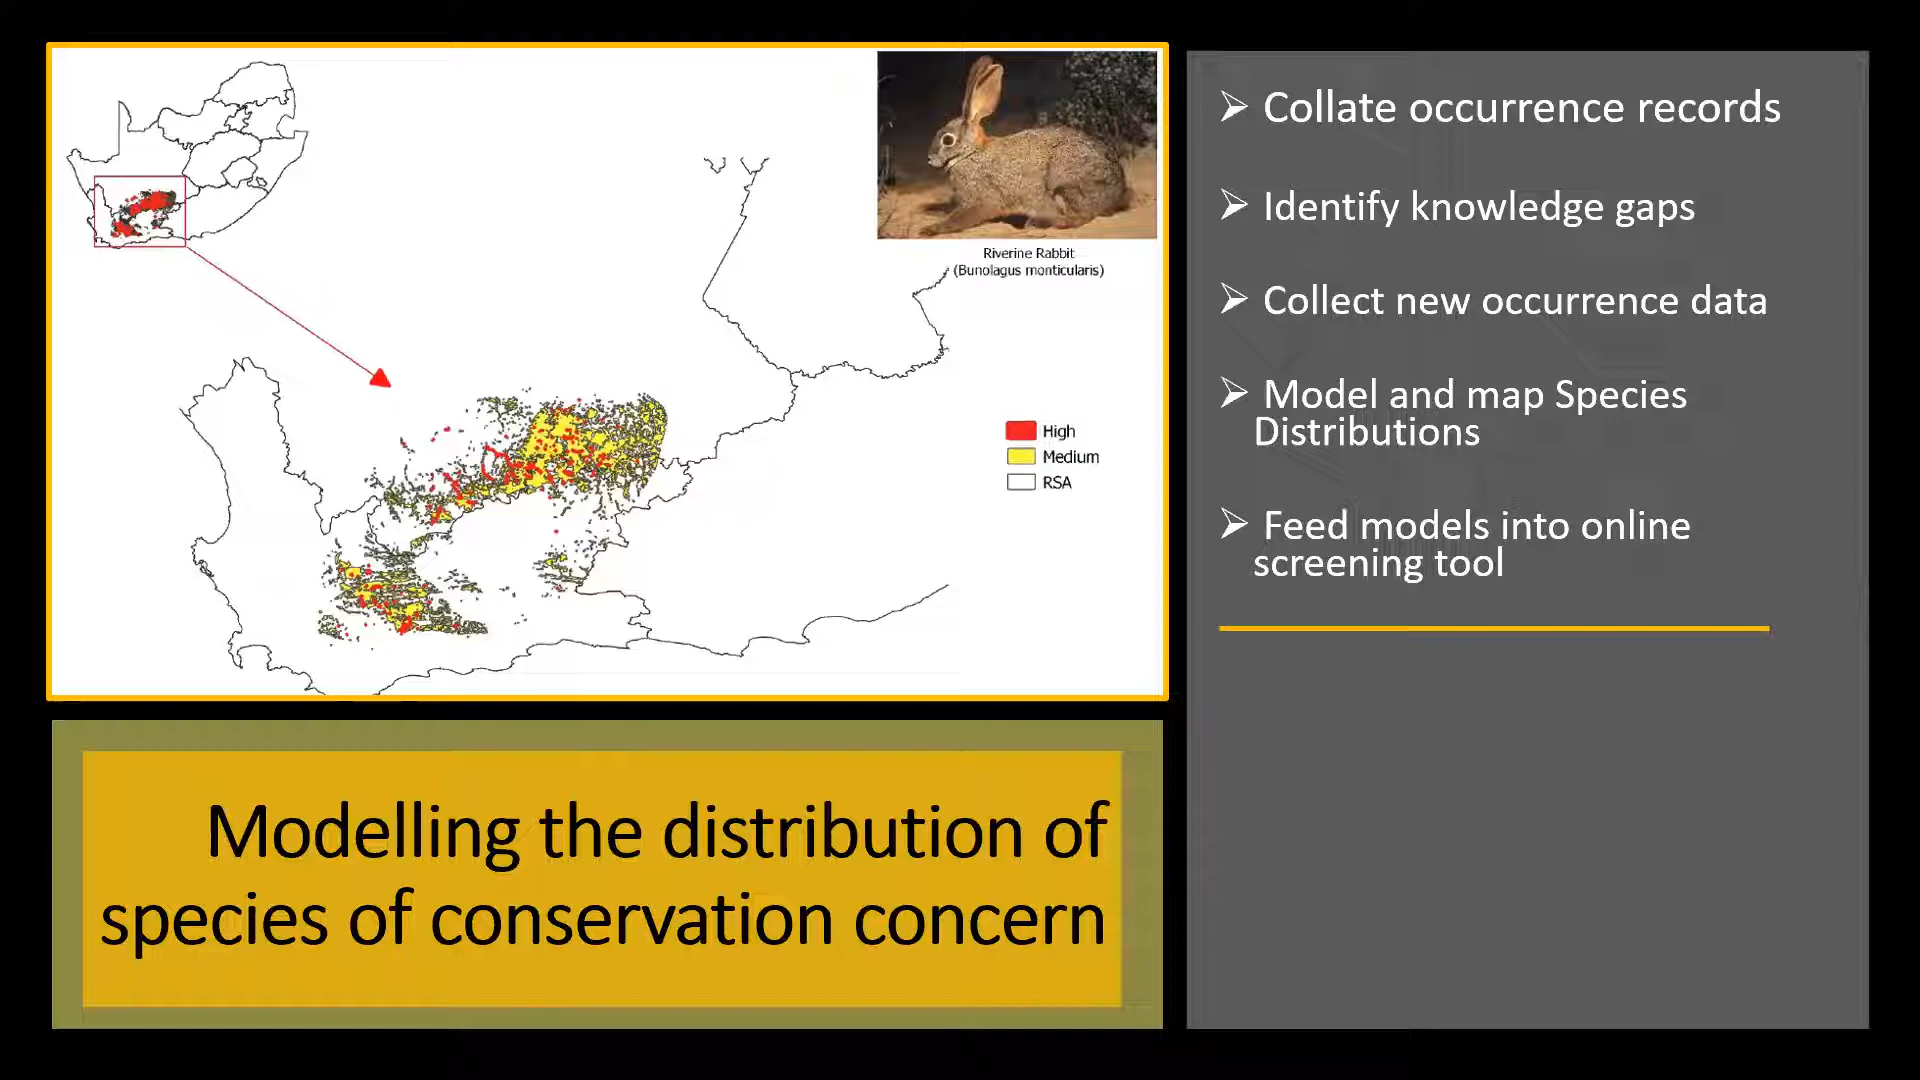 Riverine Rabbit
(Bunolagus monticularis)
High
Medium
RSA
Modelling the distribution of
species of conservation concern
➢ Collate occurrence records
➢ Identify knowledge gaps
➢ Collect new occurrence data
➢ Model and map Species
Distributions
➢ Feed models into online
screening tool